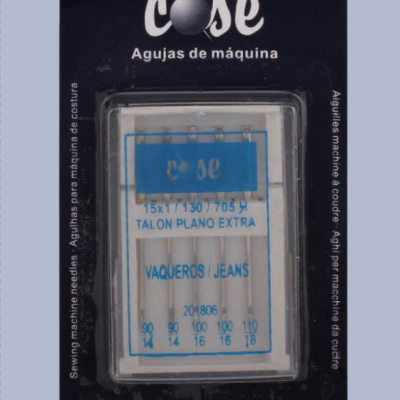 cose
Agujas de máquina
Sewing machine needles - Agulhas para máquina de costura
Aiguilles machine à coudre - Aghi per macchine da cucire
cose
15x1 / 130 / 705 H
TALON PLANO EXTRA
VAQUEROS / JEANS
201806
90 90 100 100 110
14 14 16 16 18